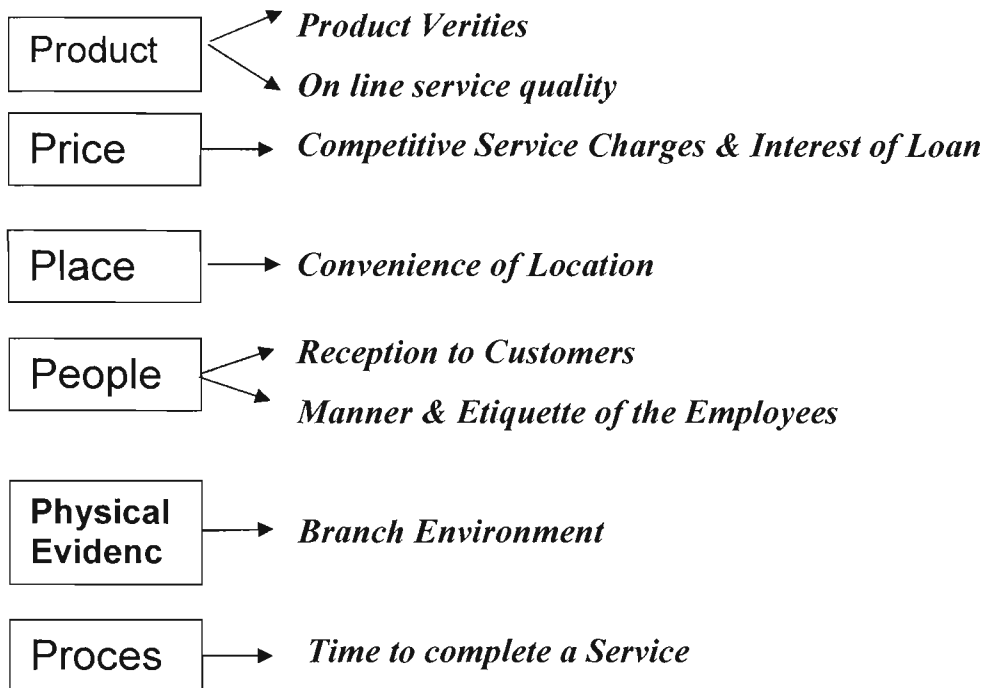 Product
Product Verities
On line service quality
Price
Competitive Service Charges & Interest of Loan
Place
Convenience of Location
People
Reception to Customers
Manner & Etiquette of the Employees
Physical
Evidenc
Branch Environment
Proces
Time to complete a Service